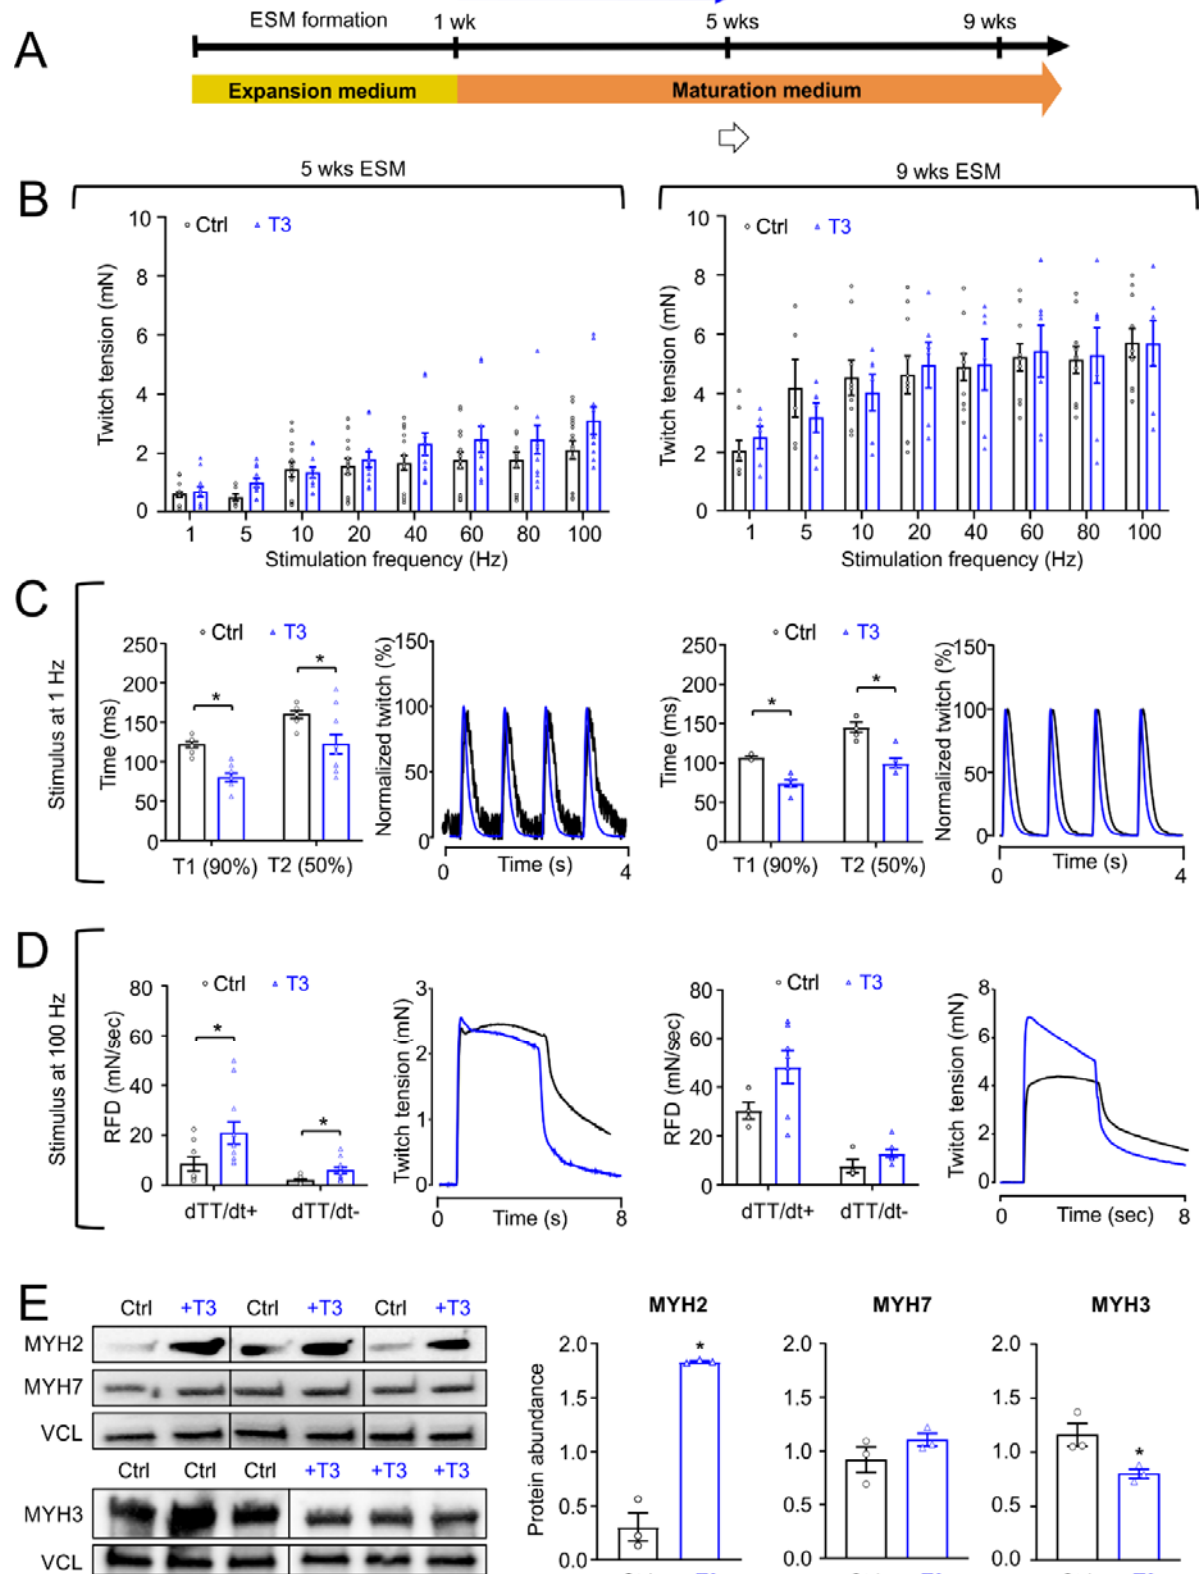 A
ESM formation 1 wk 5 wks 9 wks
Expansion medium Maturation medium
B
5 wks ESM 9 wks ESM
Ctrl T3
Twitch tension (mN)
10
8
6
4
2
0
1 5 10 20 40 60 80 100
Stimulation frequency (Hz)
Ctrl T3
Twitch tension (mN)
10
8
6
4
2
0
1 5 10 20 40 60 80 100
Stimulation frequency (Hz)
C
Stimulus at 1 Hz
Ctrl T3
Time (ms)
250
200
150
100
50
0
* *
T1 (90%) T2 (50%)
Normalized twitch (%)
150
100
50
0
0 Time (s) 4
Ctrl T3
Time (ms)
250
200
150
100
50
0
* *
T1 (90%) T2 (50%)
Normalized twitch (%)
150
100
50
0
0 Time (s) 4
D
Stimulus at 100 Hz
Ctrl T3
RFD (mN/sec)
80
60
40
20
0
* *
dTT/dt+ dTT/dt-
Twitch tension (mN)
3
2
1
0
0 Time (s) 8
Ctrl T3
RFD (mN/sec)
80
60
40
20
0
dTT/dt+ dTT/dt-
Twitch tension (mN)
8
6
4
2
0
0 Time (sec) 8
E
Ctrl +T3 Ctrl +T3 Ctrl +T3
MYH2
MYH7
VCL
Ctrl Ctrl Ctrl +T3 +T3 +T3
MYH3
VCL
MYH2
Protein abundance
2.0
1.5
1.0
0.5
0.0
*
MYH7
2.0
1.5
1.0
0.5
0.0
MYH3
2.0
1.5
1.0
0.5
0.0
*